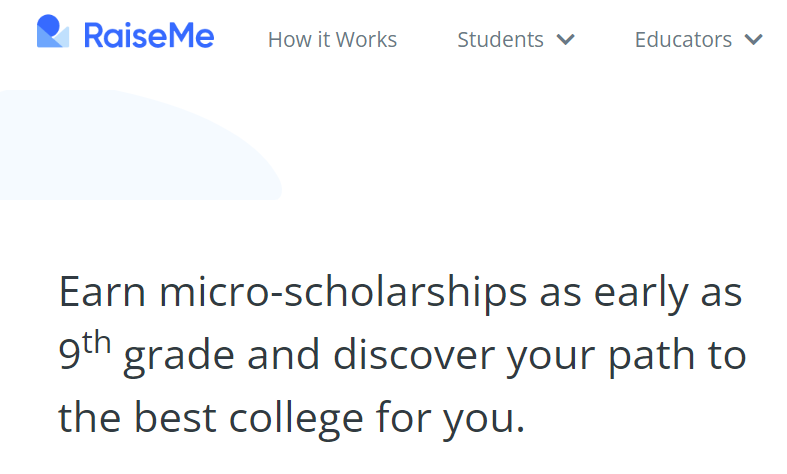 RaiseMe How it Works Students Educators
Earn micro-scholarships as early as
9th grade and discover your path to
the best college for you.